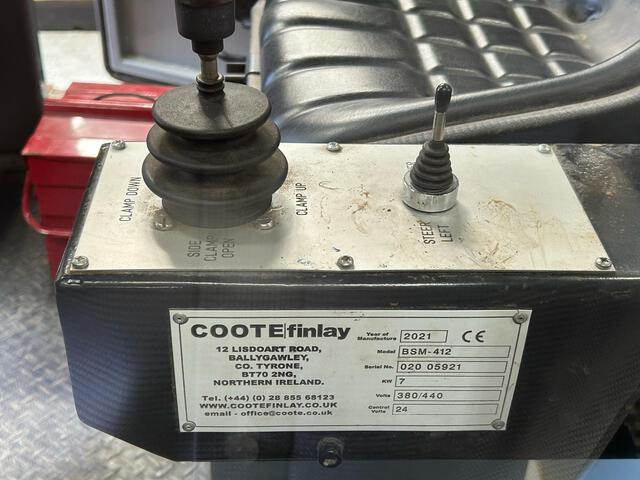 CLAMP DOWN
SIDE
CLAMP
OPEN
CLAMP UP
STEER
LEFT
COOTE finlay
12 LISDOART ROAD,
BALLYGAWLEY,
CO. TYRONE,
BT70 2NG,
NORTHERN IRELAND.
Tel. (+44) (0) 28 855 68123
WWW.COOTEFINLAY.CO.UK
email - office@coote.co.uk
Year of
Manufacture 2021 CE
Model BSM-412
Serial No. 020 05921
KW 7
Volts 380/440
Control
Volts 24